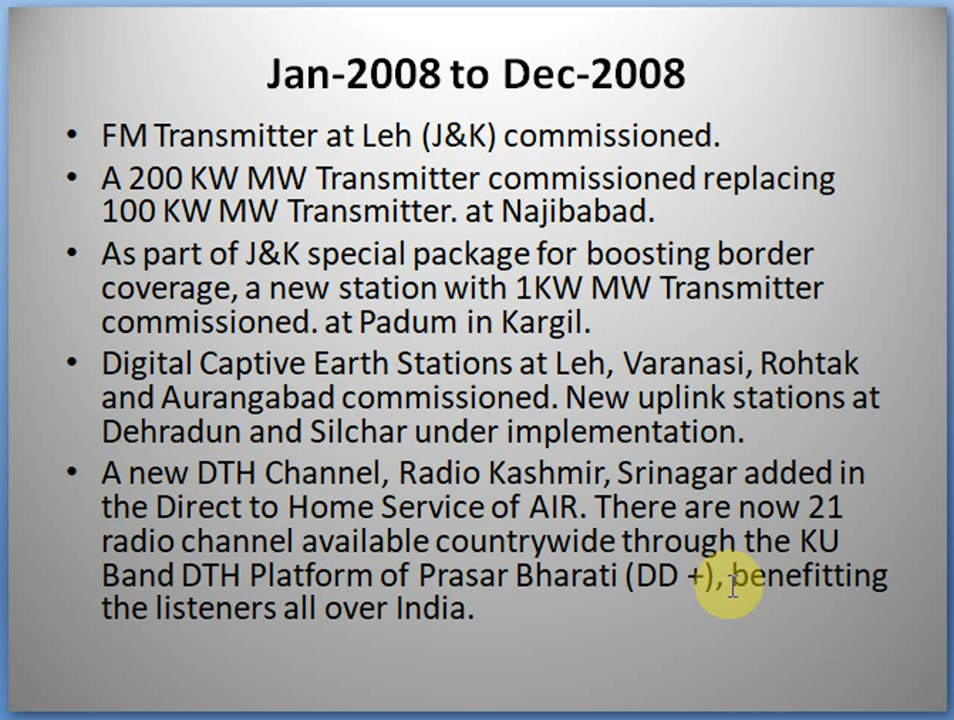 Jan-2008 to Dec-2008
• FM Transmitter at Leh (J&K) commissioned.
• A 200 KW MW Transmitter commissioned replacing
100 KW MW Transmitter. at Najibabad.
• As part of J&K special package for boosting border
coverage, a new station with 1KW MW Transmitter
commissioned. at Padum in Kargil.
• Digital Captive Earth Stations at Leh, Varanasi, Rohtak
and Aurangabad commissioned. New uplink stations at
Dehradun and Silchar under implementation.
• A new DTH Channel, Radio Kashmir, Srinagar added in
the Direct to Home Service of AIR. There are now 21
radio channel available countrywide through the KU
Band DTH Platform of Prasar Bharati (DD +), benefitting
the listeners all over India.